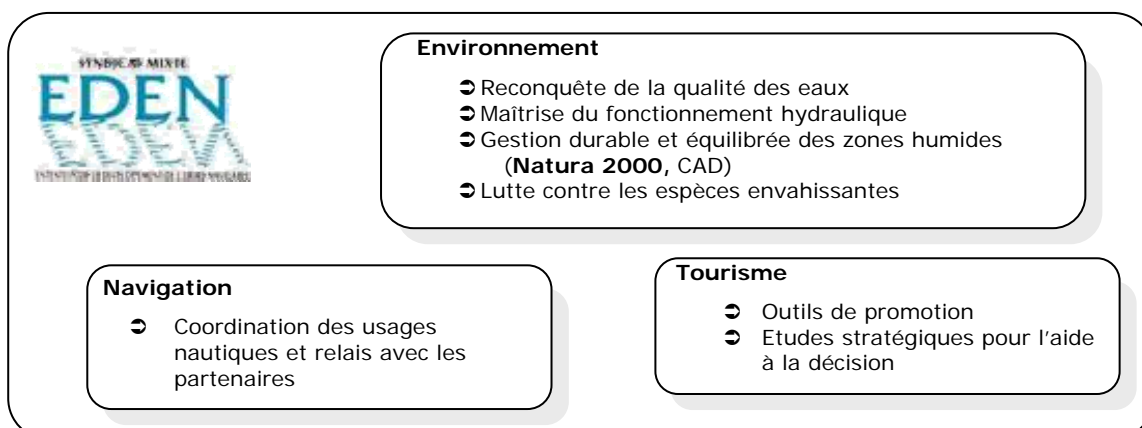 SYNDICAT MIXTE
EDEN
Environnement
➲ Reconquête de la qualité des eaux
➲ Maîtrise du fonctionnement hydraulique
➲ Gestion durable et équilibrée des zones humides
(Natura 2000, CAD)
➲ Lutte contre les espèces envahissantes
Navigation
➲ Coordination des usages
nautiques et relais avec les
partenaires
Tourisme
➲ Outils de promotion
➲ Etudes stratégiques pour l'aide
à la décision